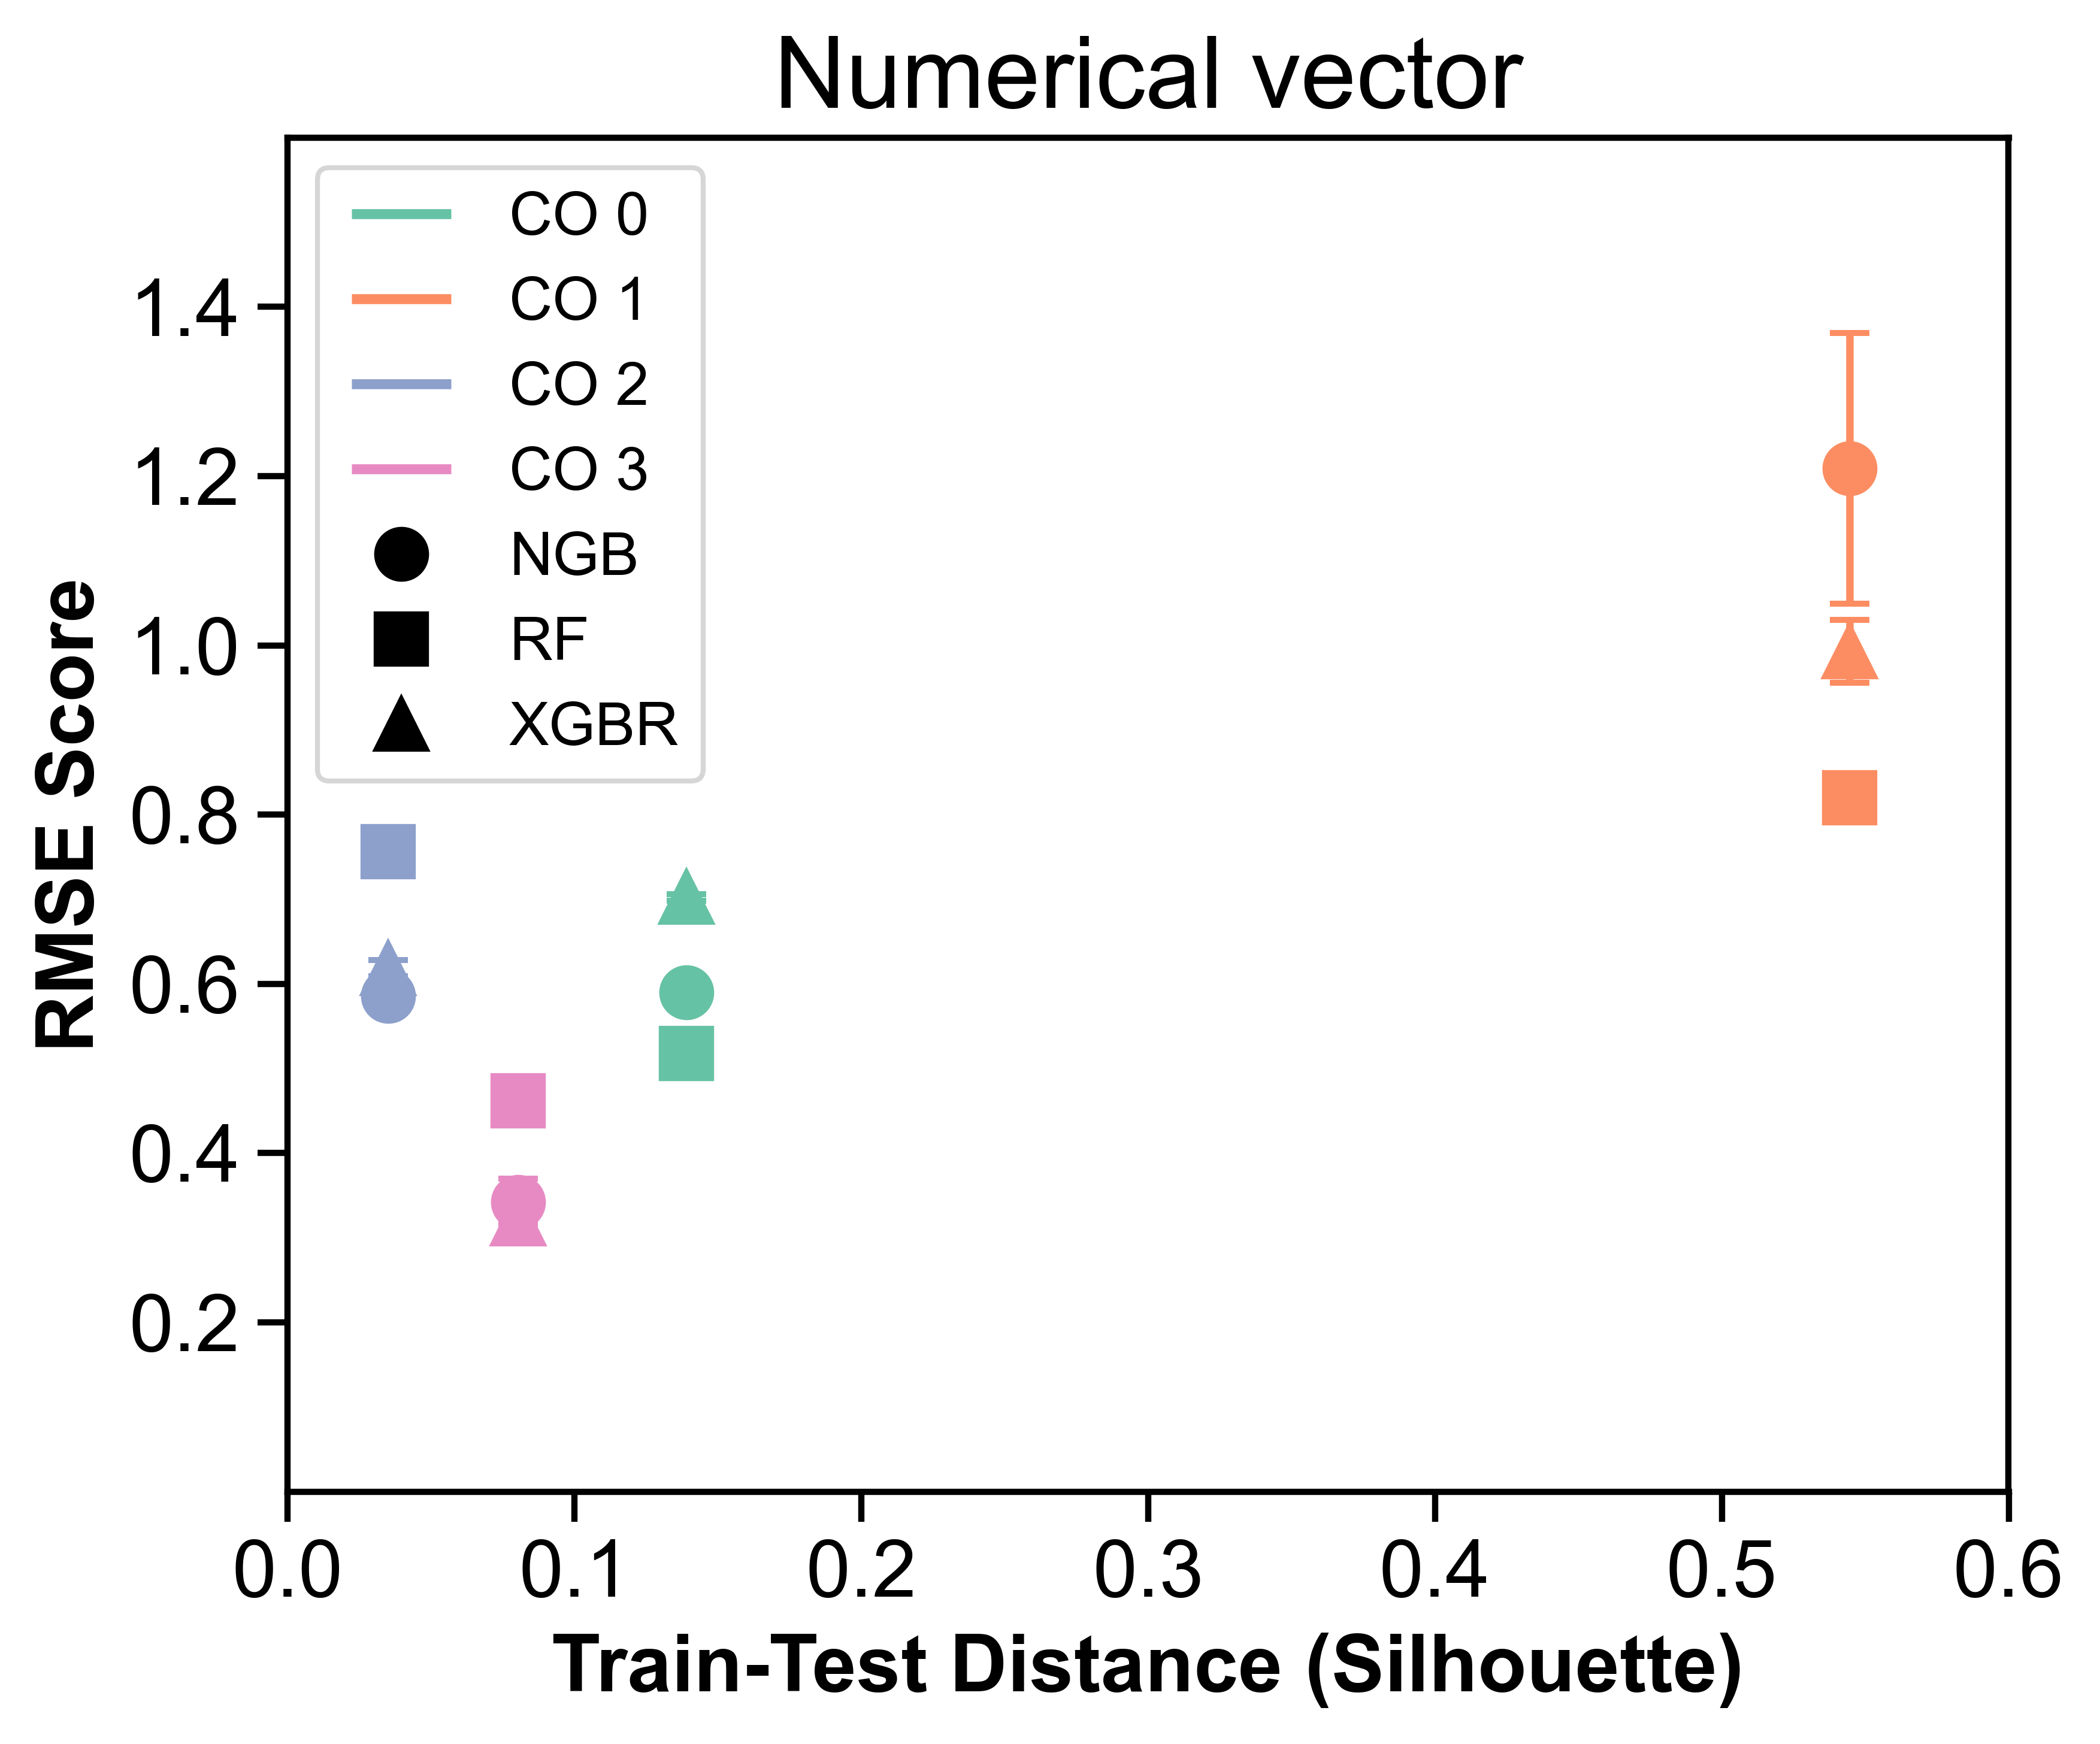 Numerical vector
CO 0
CO 1
CO 2
CO 3
NGB
RF
XGBR
RMSE Score
1.4
1.2
1.0
0.8
0.6
0.4
0.2
0.0 0.1 0.2 0.3 0.4 0.5 0.6
Train-Test Distance (Silhouette)